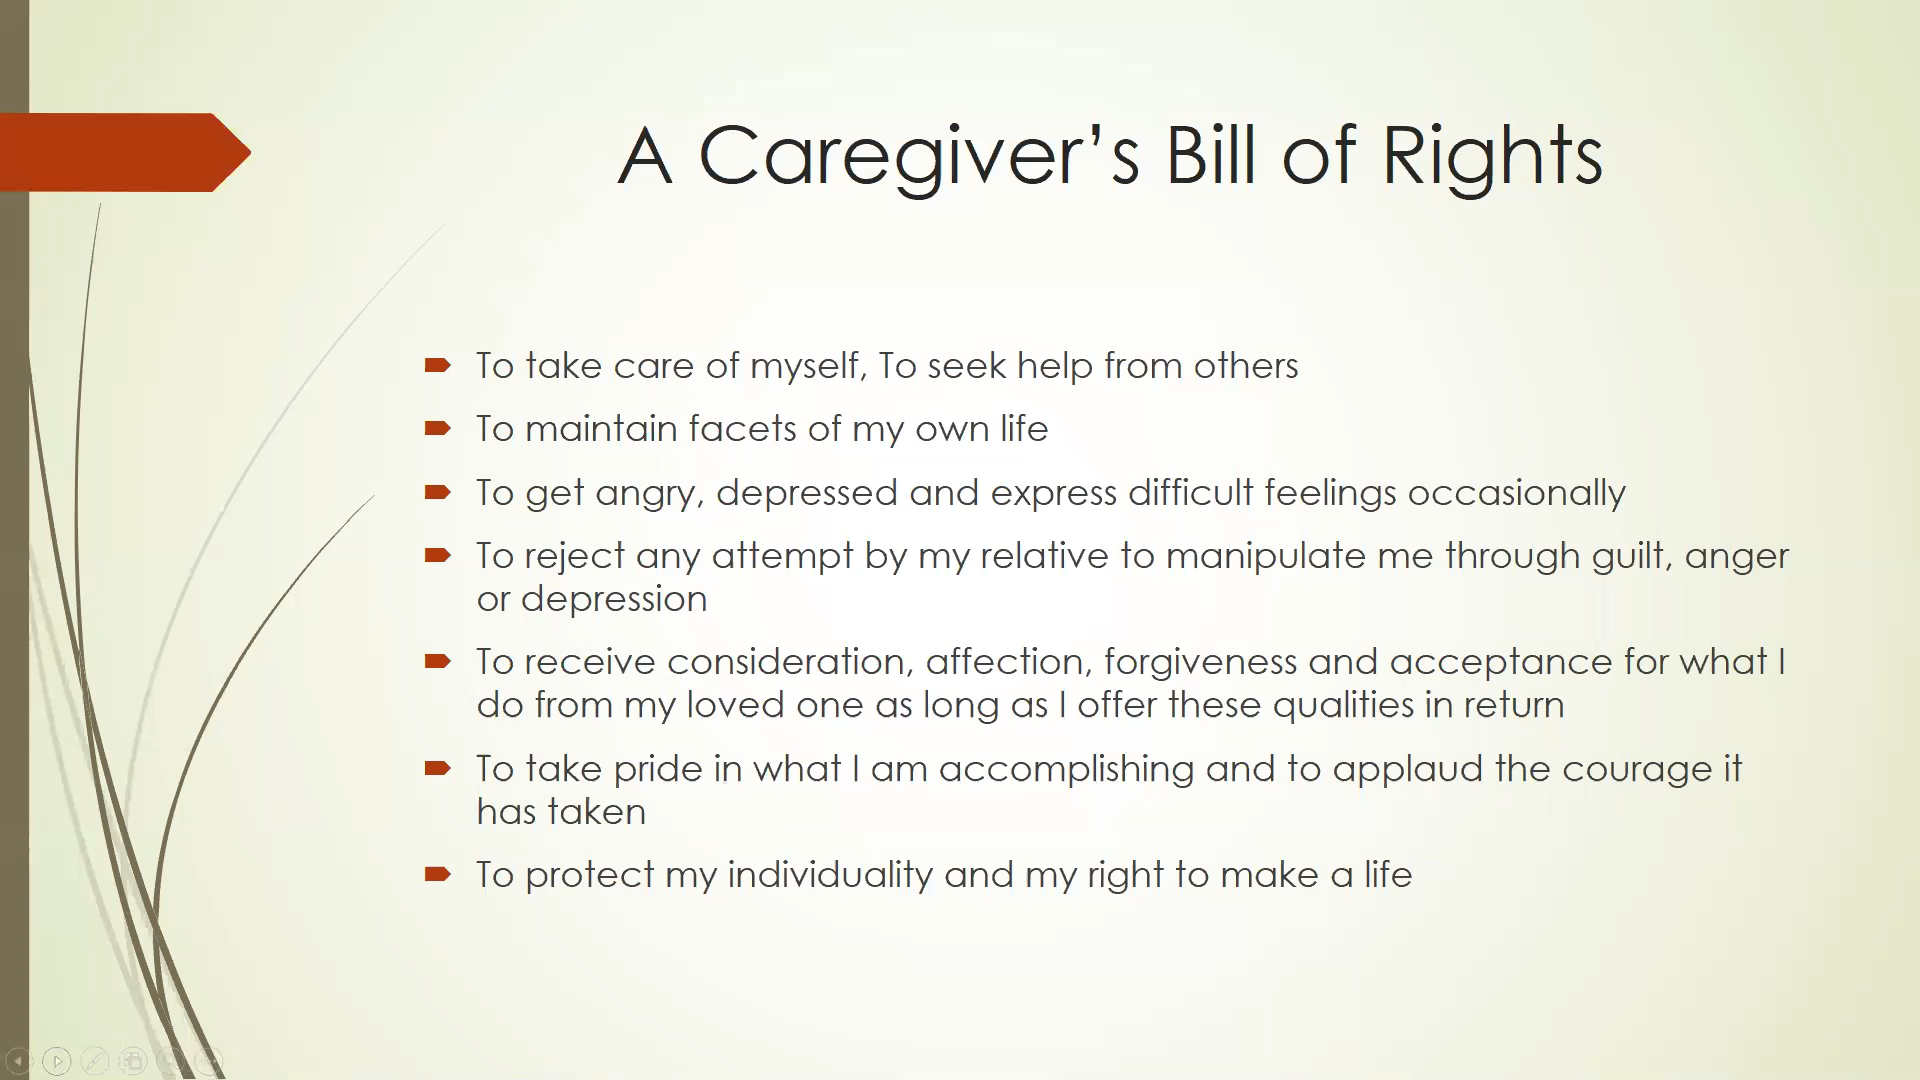 A Caregiver’s Bill of Rights
To take care of myself, To seek help from others
To maintain facets of my own life
To get angry, depressed and express difficult feelings occasionally
To reject any attempt by my relative to manipulate me through guilt, anger
or depression
To receive consideration, affection, forgiveness and acceptance for what I
do from my loved one as long as I offer these qualities in return
To take pride in what I am accomplishing and to applaud the courage it
has taken
To protect my individuality and my right to make a life